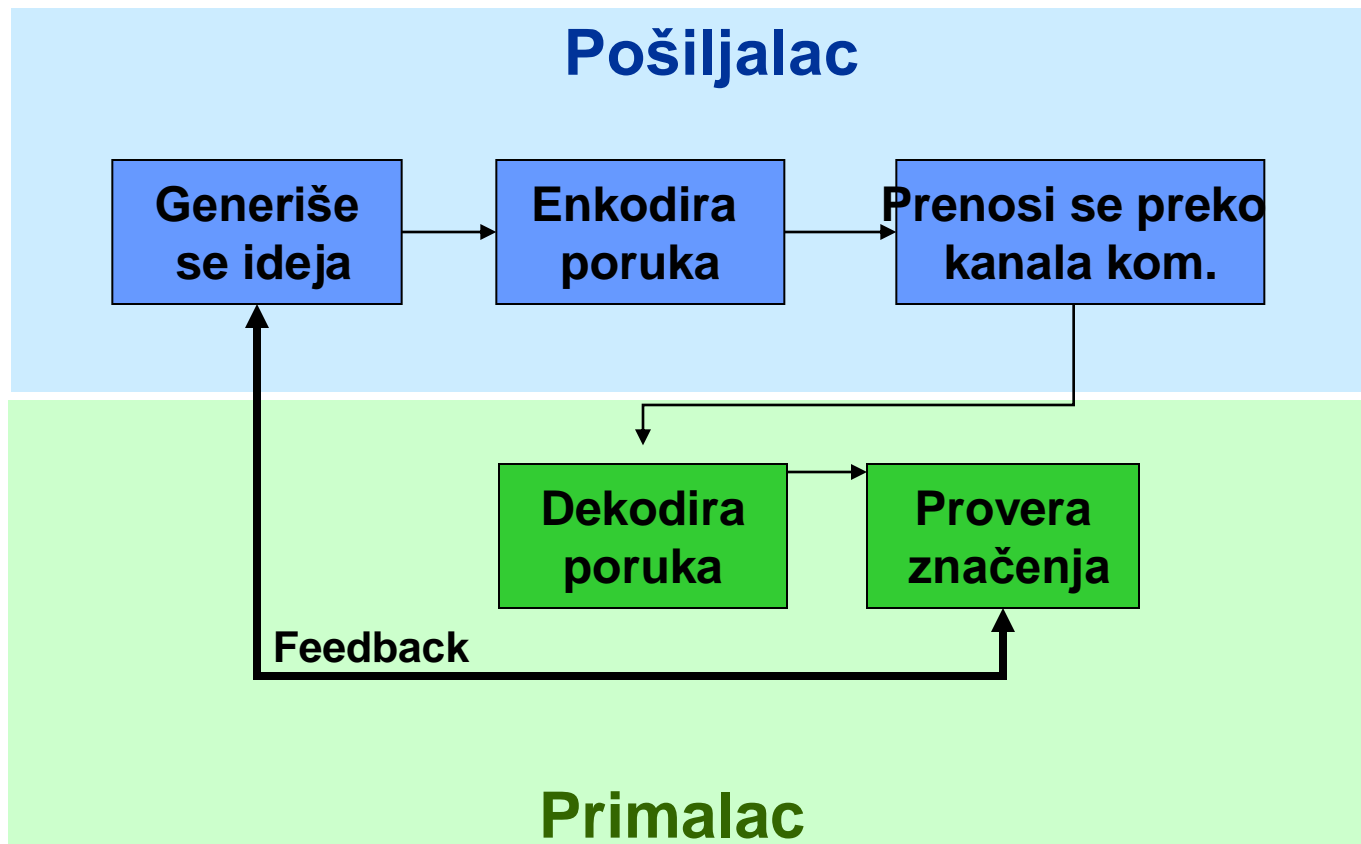 Pošiljalac
Generiše
se ideja
Enkodira
poruka
Prenosi se preko
kanala kom.
Dekodira
poruka
Provera
značenja
Feedback
Primalac